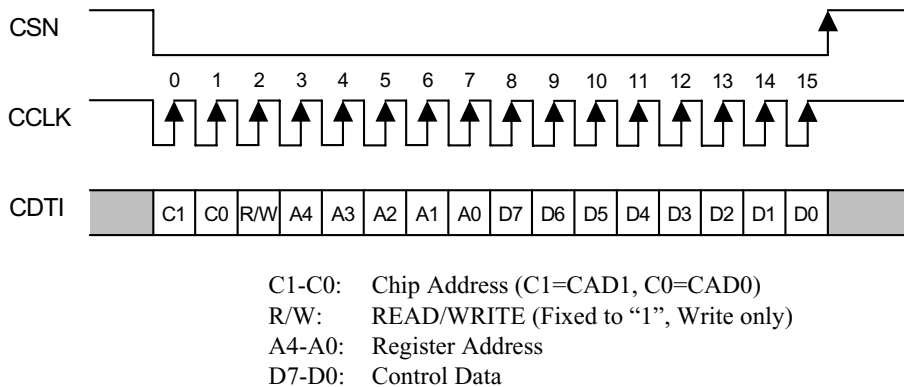 CSN
0 1 2 3 4 5 6 7 8 9 10 11 12 13 14 15
CCLK
CDTI C1 C0 R/W A4 A3 A2 A1 A0 D7 D6 D5 D4 D3 D2 D1 D0
C1-C0: Chip Address (C1=CAD1, C0=CAD0)
R/W: READ/WRITE (Fixed to “1”, Write only)
A4-A0: Register Address
D7-D0: Control Data